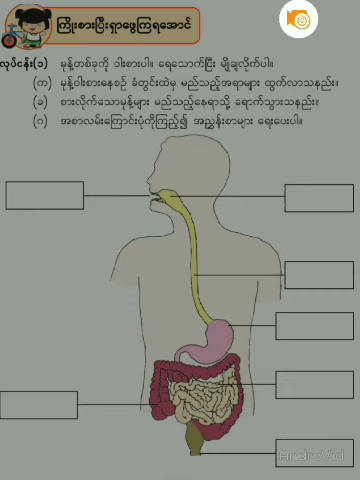 ကြိုးစားပြီးရှာဖွေကြရအောင်
လုပ်ငန်း(၁) မုန့်တစ်ခုကို ဝါးစားပါ။ ရေသောက်ပြီး မျိုချလိုက်ပါ။
(က) မုန့်ဝါးစားနေစဉ် ခံတွင်းထဲမှ မည်သည့်အရာများ ထွက်လာသနည်း။
(ခ) စားလိုက်သောမုန့်များ မည်သည့်နေရာသို့ ရောက်သွားသနည်း။
(ဂ) အစာလမ်းကြောင်းပုံကိုကြည့်၍ အညွှန်းစာများ ရေးပေးပါ။
AndroVid